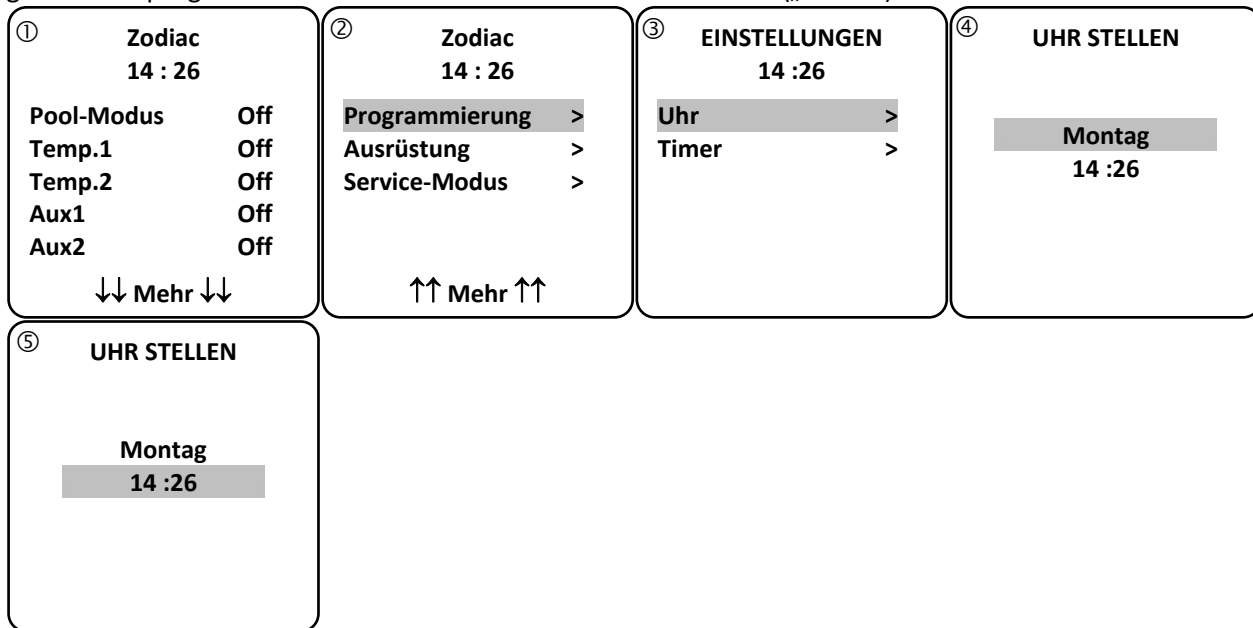 ①
Zodiac
14 : 26
Pool-Modus Off
Temp.1 Off
Temp.2 Off
Aux1 Off
Aux2 Off
↓↓ Mehr ↓↓
②
Zodiac
14 : 26
Programmierung >
Ausrüstung >
Service-Modus >
↑↑ Mehr ↑↑
③
EINSTELLUNGEN
14 :26
Uhr >
Timer >
④
UHR STELLEN
Montag
14 :26
⑤
UHR STELLEN
Montag
14 :26